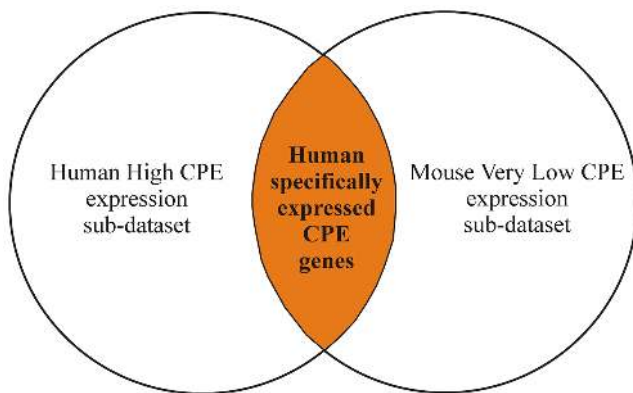 Human High CPE
expression
sub-dataset
Human
specifically
expressed
CPE
genes
Mouse Very Low CPE
expression
sub-dataset